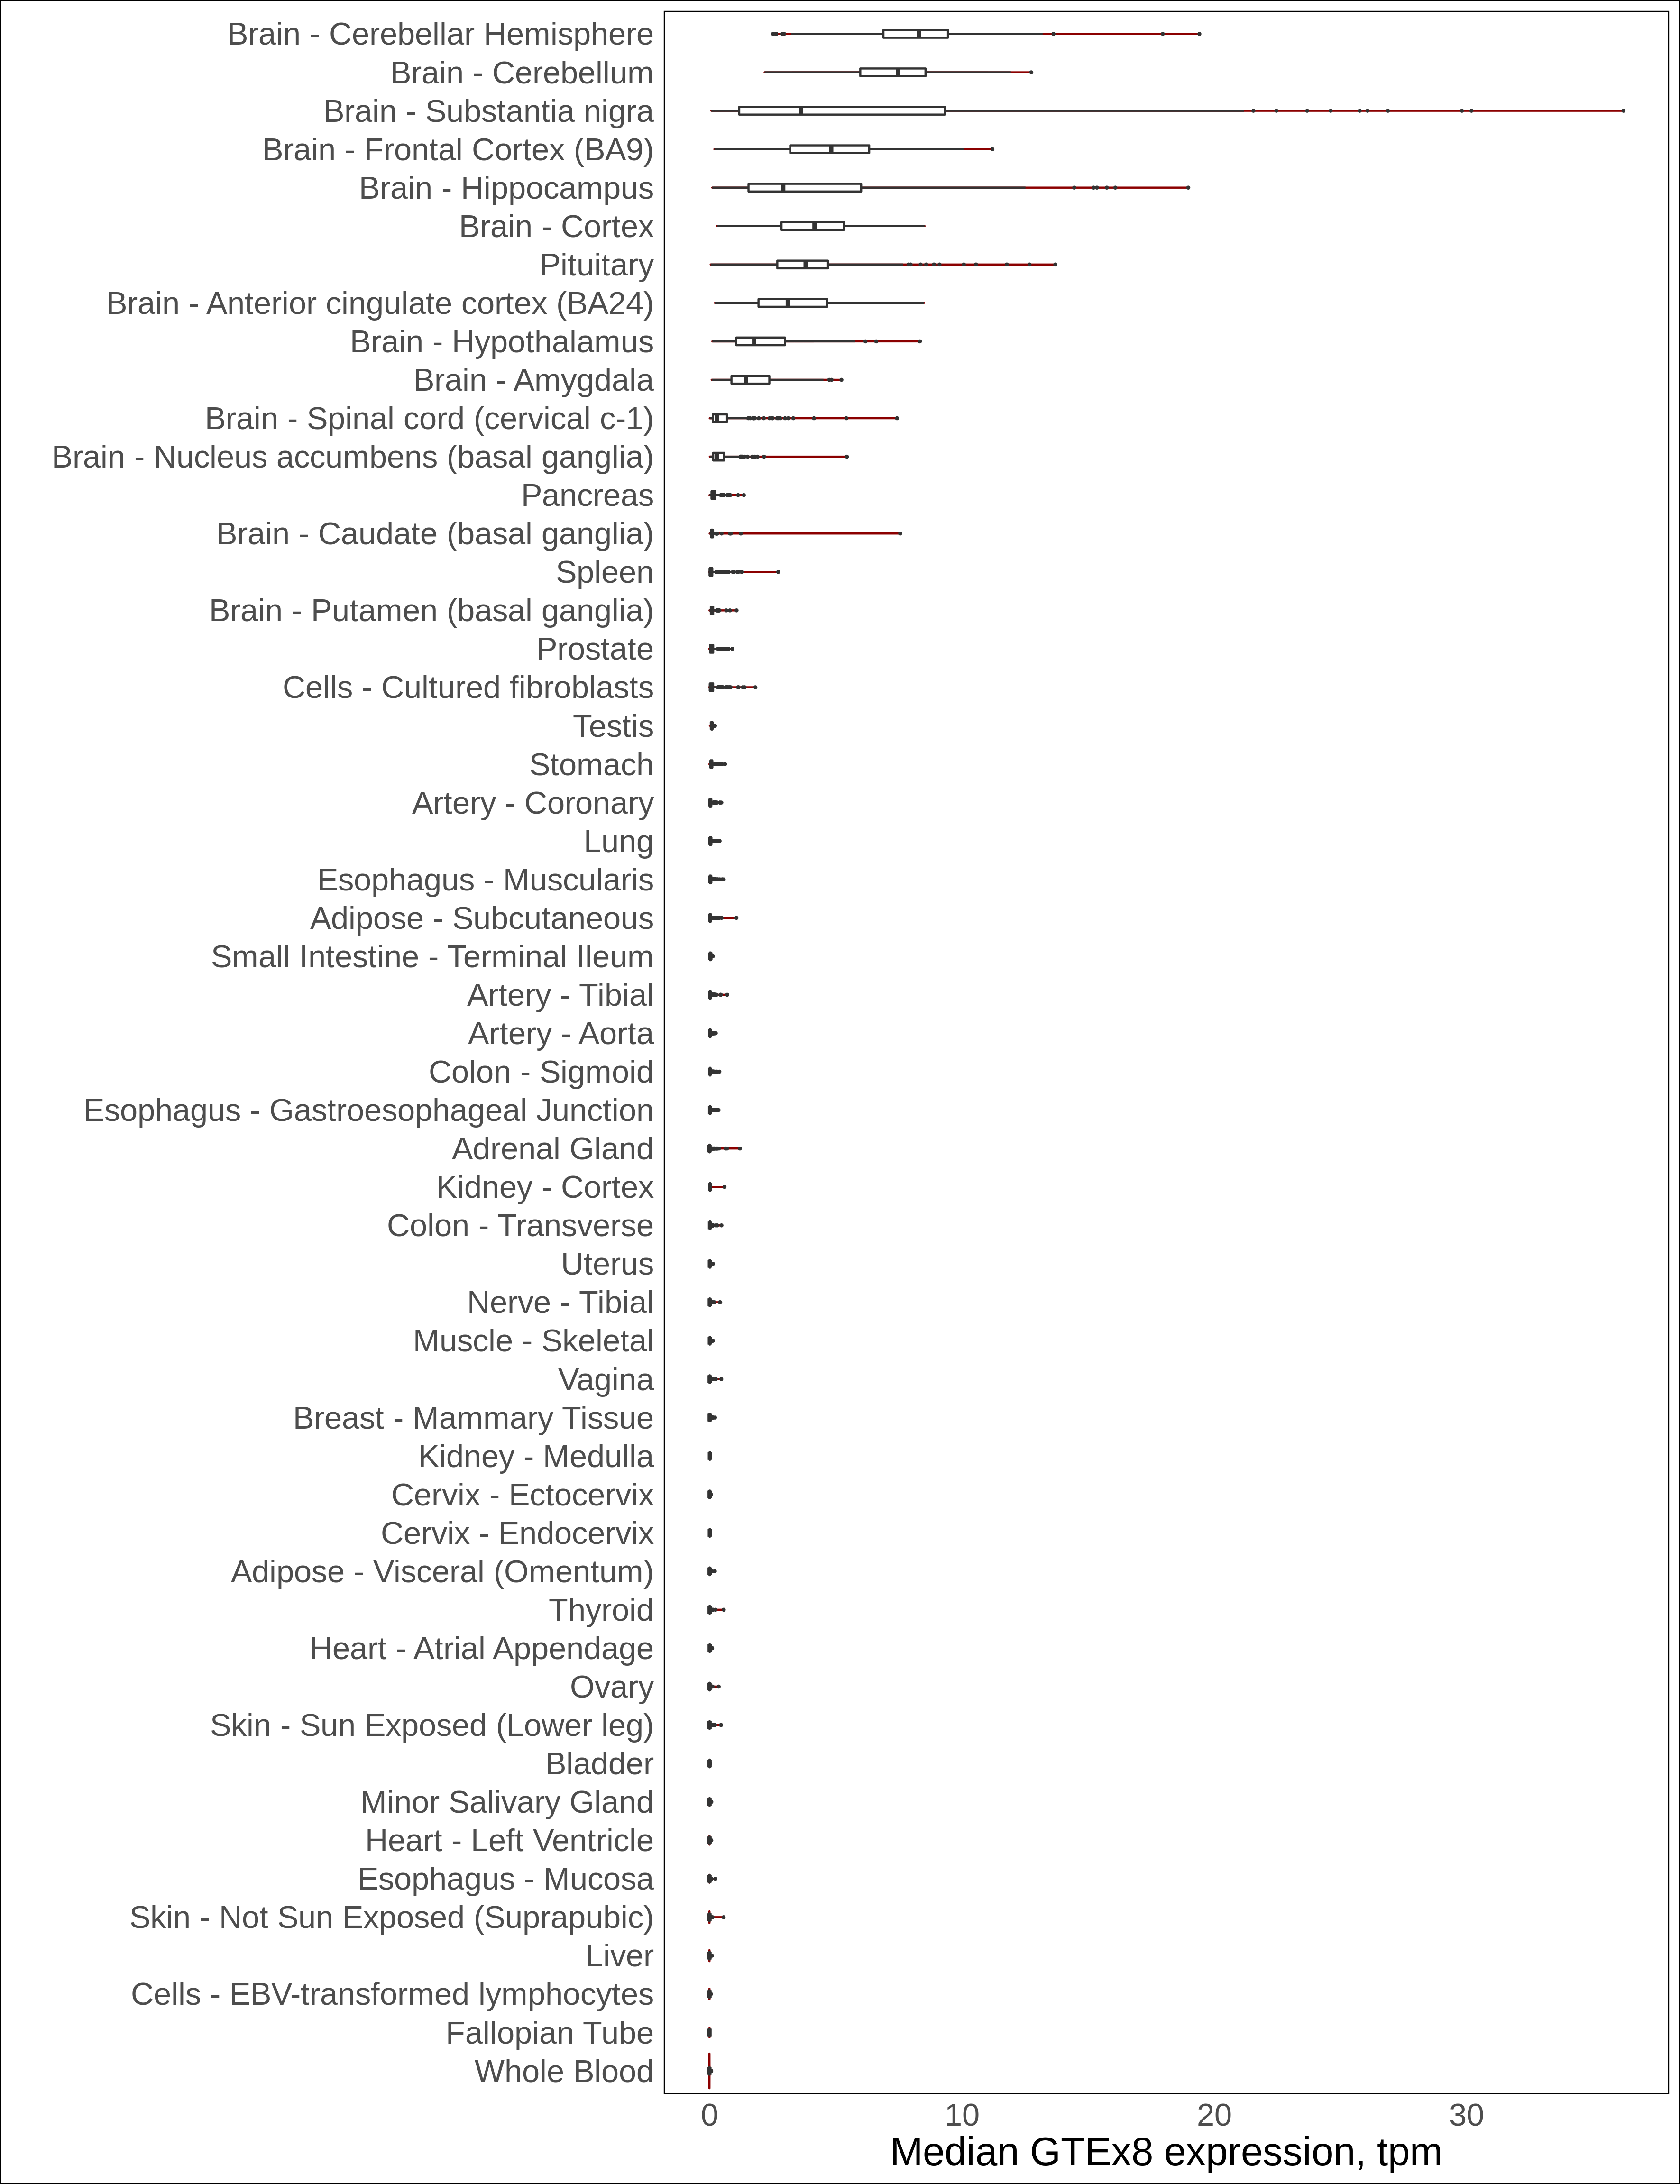 Brain - Cerebellar Hemisphere
Brain - Cerebellum
Brain - Substantia nigra
Brain - Frontal Cortex (BA9)
Brain - Hippocampus
Brain - Cortex
Pituitary
Brain - Anterior cingulate cortex (BA24)
Brain - Hypothalamus
Brain - Amygdala
Brain - Spinal cord (cervical c-1)
Brain - Nucleus accumbens (basal ganglia)
Pancreas
Brain - Caudate (basal ganglia)
Spleen
Brain - Putamen (basal ganglia)
Prostate
Cells - Cultured fibroblasts
Testis
Stomach
Artery - Coronary
Lung
Esophagus - Muscularis
Adipose - Subcutaneous
Small Intestine - Terminal Ileum
Artery - Tibial
Artery - Aorta
Colon - Sigmoid
Esophagus - Gastroesophageal Junction
Adrenal Gland
Kidney - Cortex
Colon - Transverse
Uterus
Nerve - Tibial
Muscle - Skeletal
Vagina
Breast - Mammary Tissue
Kidney - Medulla
Cervix - Ectocervix
Cervix - Endocervix
Adipose - Visceral (Omentum)
Thyroid
Heart - Atrial Appendage
Ovary
Skin - Sun Exposed (Lower leg)
Bladder
Minor Salivary Gland
Heart - Left Ventricle
Esophagus - Mucosa
Skin - Not Sun Exposed (Suprapubic)
Liver
Cells - EBV-transformed lymphocytes
Fallopian Tube
Whole Blood
0 10 20 30
Median GTEx8 expression, tpm